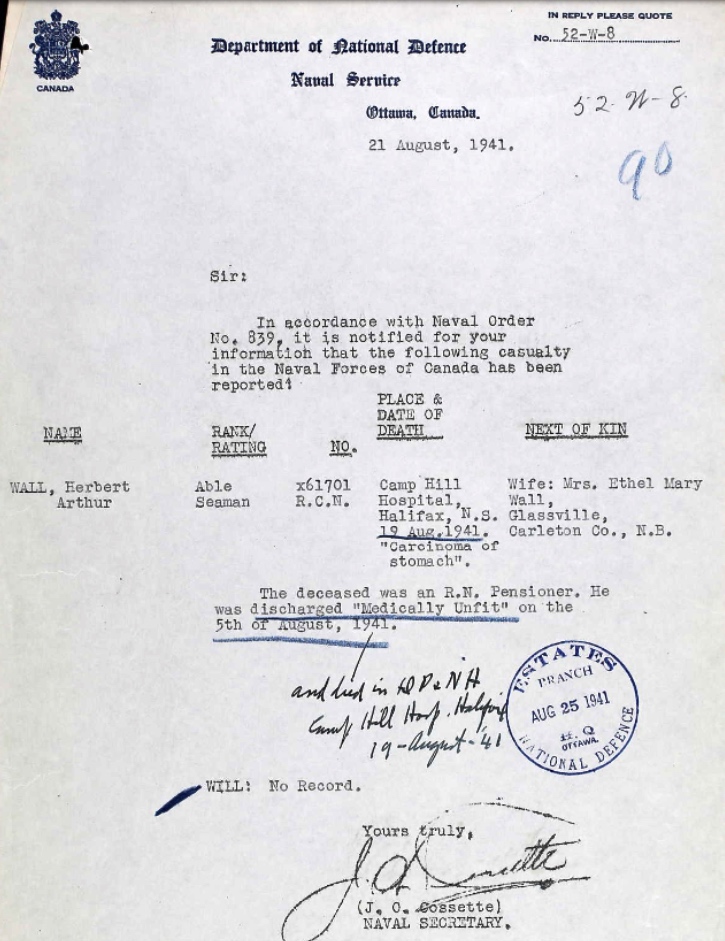 CANADA
Department of National Defence
Naval Service
Ottawa, Canada.
IN REPLY PLEASE QUOTE
No. 52-W-8
52-W-8.
90
21 August, 1941.
Sir:
In accordance with Naval Order
No. 839, it is notified for your
information that the following casualty
in the Naval Forces of Canada has been
reported:
NAME RANK/ RATING NO. PLACE & DATE OF DEATH NEXT OF KIN
WALL, Herbert Able x61701 Camp Hill Wife: Mrs. Ethel Mary
Arthur Seaman R.C.N. Hospital, Wall,
Halifax, N.S. Glassville,
19 Aug.1941. Carleton Co., N.B.
"Carcinoma of
stomach".
The deceased was an R.N. Pensioner. He
was discharged "Medically Unfit" on the
5th of August, 1941.
and died in D P & N H
Camp Hill Hosp. Halifax
19-August-'41
ESTATES
BRANCH
AUG 25 1941
H.Q
OTTAWA.
NATIONAL DEFENCE
WILL: No Record.
Yours truly,
J. O. Cossette
(J. O. Cossette)
NAVAL SECRETARY.